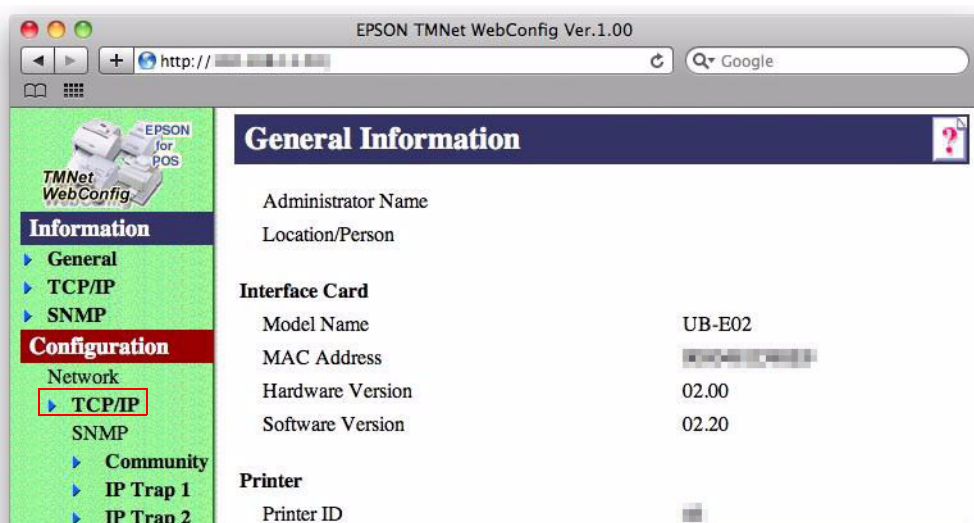 EPSON TMNet WebConfig Ver.1.00
http://
Google
EPSON
for
POS
TMNet
WebConfig
Information
General
TCP/IP
SNMP
Configuration
Network
TCP/IP
SNMP
Community
IP Trap 1
IP Trap 2
General Information
?
Administrator Name
Location/Person
Interface Card
Model Name UB-E02
MAC Address
Hardware Version 02.00
Software Version 02.20
Printer
Printer ID